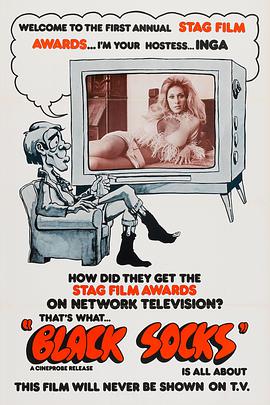 WELCOME TO THE FIRST ANNUAL STAG FILM
AWARDS... I'M YOUR HOSTESS... INGA
HOW DID THEY GET THE
STAG FILM AWARDS
ON NETWORK TELEVISION?
THAT'S WHAT...
"BLACK SOCKS"
A CINEPROBE RELEASE
IS ALL ABOUT
THIS FILM WILL NEVER BE SHOWN ON T.V.